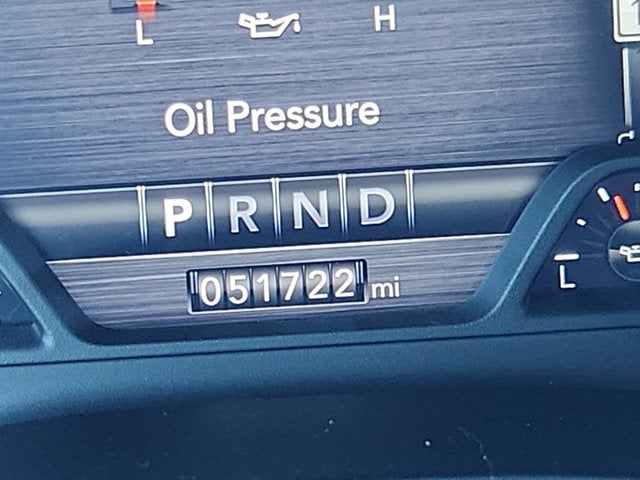 L H
Oil Pressure
P R N D
051722 mi
L